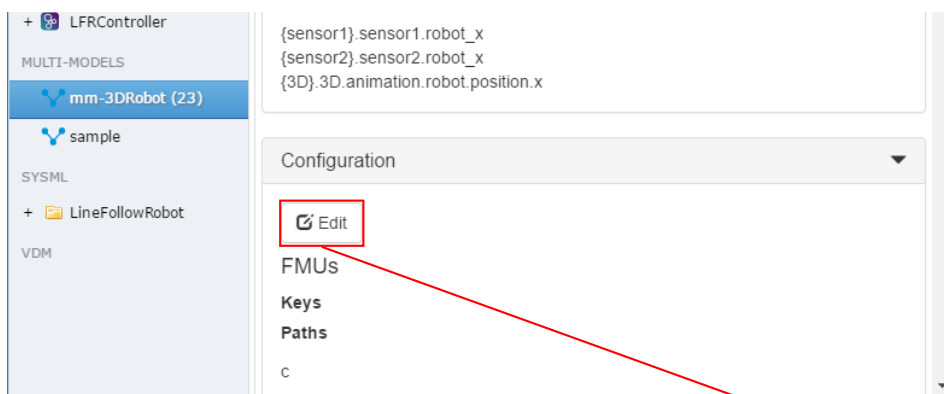 + LFRController
MULTI-MODELS
mm-3DRobot (23)
sample
SYSML
+ LineFollowRobot
VDM
{sensor1}.sensor1.robot_x
{sensor2}.sensor2.robot_x
{3D}.3D.animation.robot.position.x
Configuration
Edit
FMUs
Keys
Paths
c